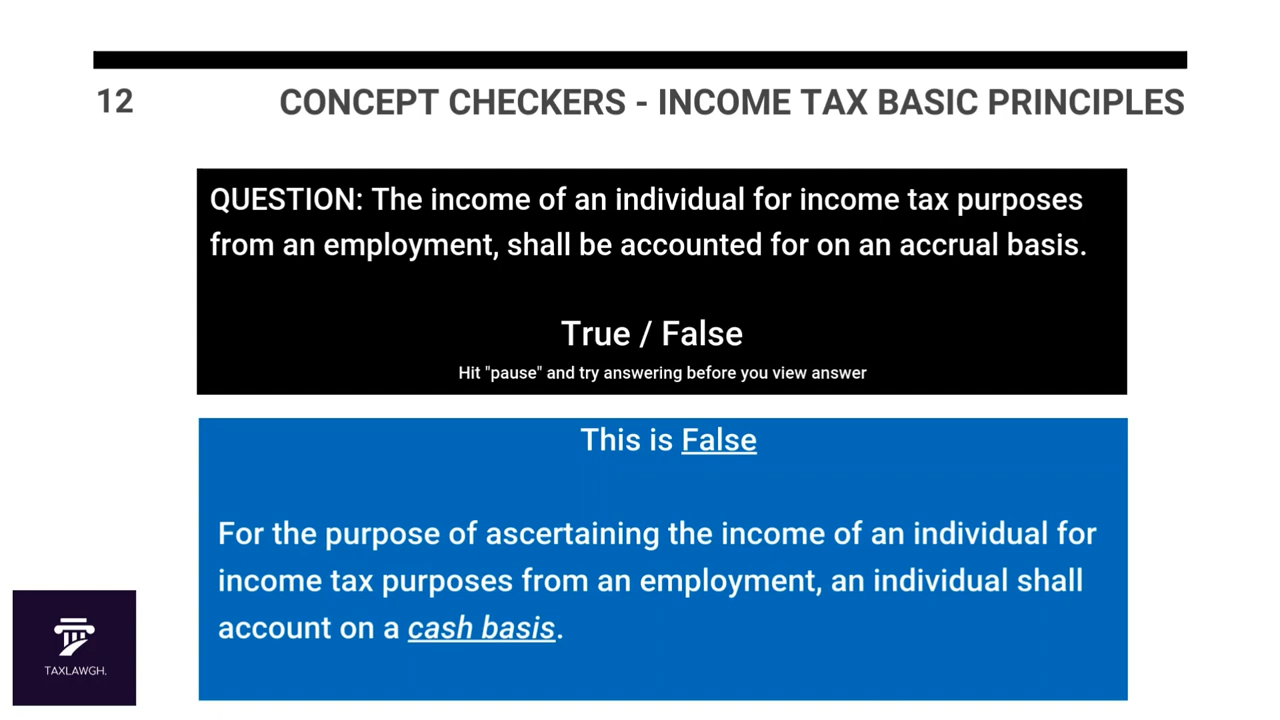 12
CONCEPT CHECKERS - INCOME TAX BASIC PRINCIPLES
QUESTION: The income of an individual for income tax purposes
from an employment, shall be accounted for on an accrual basis.
True / False
Hit "pause" and try answering before you view answer
This is False
For the purpose of ascertaining the income of an individual for
income tax purposes from an employment, an individual shall
account on a cash basis.
TAXLAWGH.